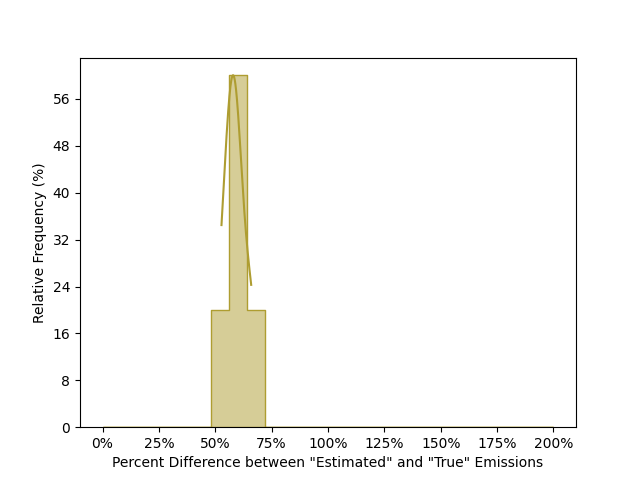 56
48
40
32
24
16
8
0
Relative Frequency (%)
0% 25% 50% 75% 100% 125% 150% 175% 200%
Percent Difference between "Estimated" and "True" Emissions